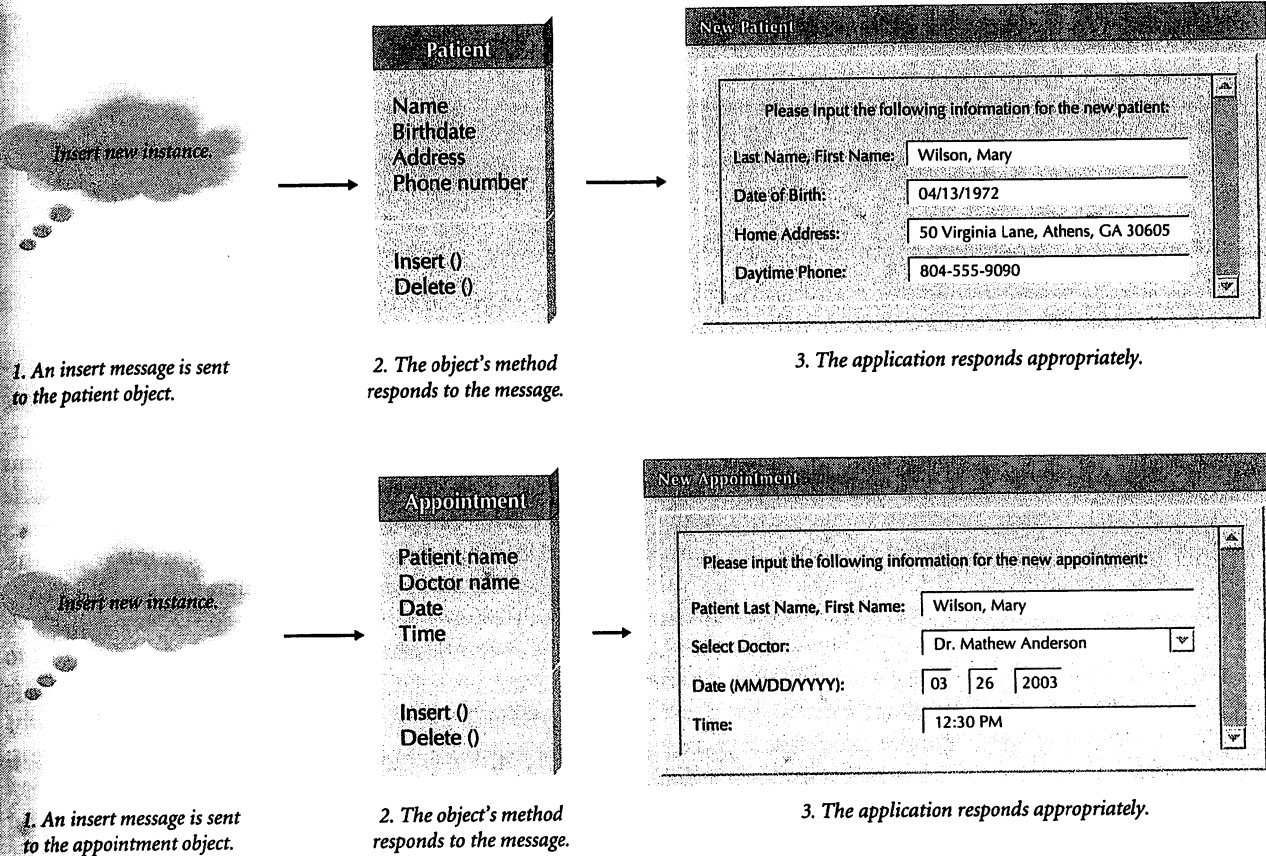 Insert new instance.
1. An insert message is sent
to the patient object.
Patient
Name
Birthdate
Address
Phone number
Insert ()
Delete ()
2. The object's method
responds to the message.
New Patient
Please input the following information for the new patient:
Last Name, First Name: Wilson, Mary
Date of Birth: 04/13/1972
Home Address: 50 Virginia Lane, Athens, GA 30605
Daytime Phone: 804-555-9090
3. The application responds appropriately.
Insert new instance.
1. An insert message is sent
to the appointment object.
Appointment
Patient name
Doctor name
Date
Time
Insert ()
Delete ()
2. The object's method
responds to the message.
New Appointment
Please input the following information for the new appointment:
Patient Last Name, First Name: Wilson, Mary
Select Doctor: Dr. Mathew Anderson
Date (MM/DD/YYYY): 03 26 2003
Time: 12:30 PM
3. The application responds appropriately.